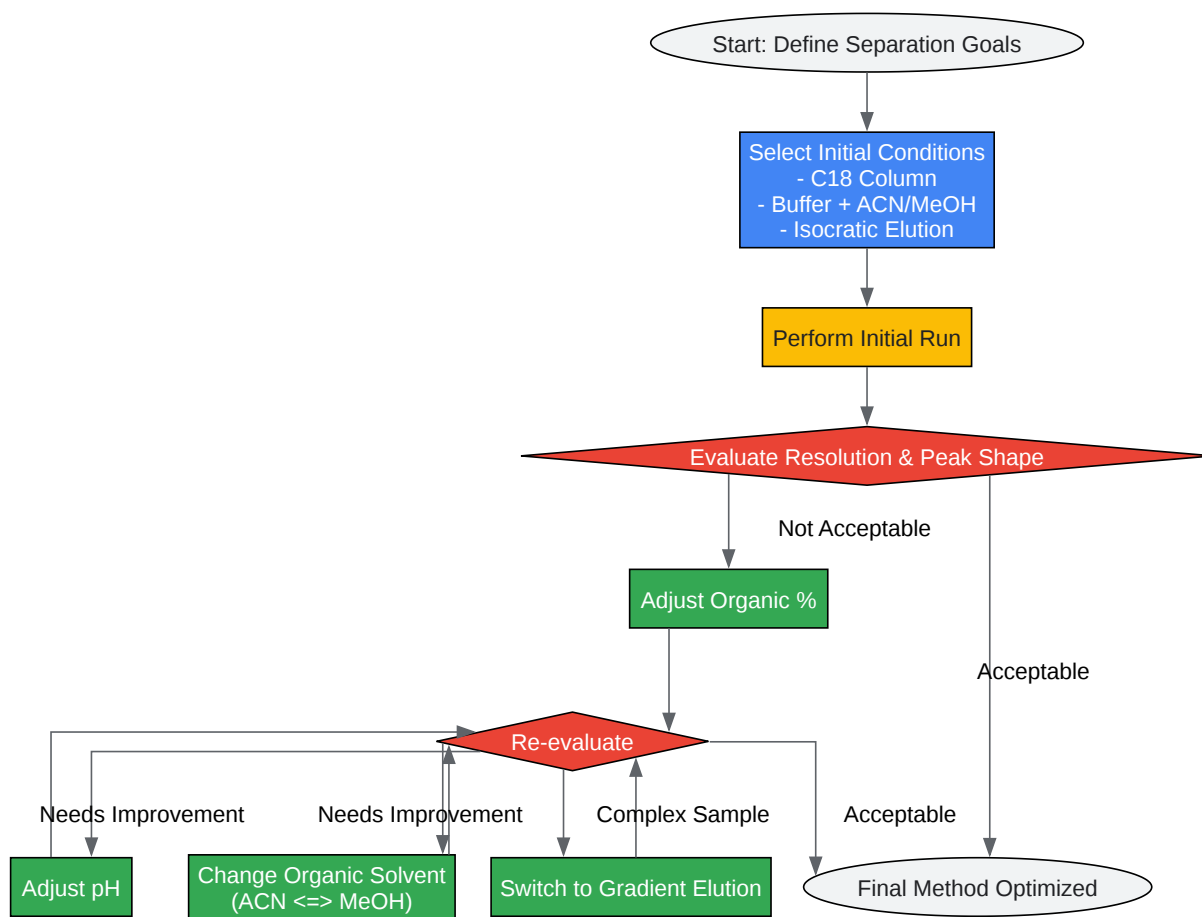 Start: Define Separation Goals
Select Initial Conditions
- C18 Column
- Buffer + ACN/MeOH
- Isocratic Elution
Perform Initial Run
Evaluate Resolution & Peak Shape
Not Acceptable
Adjust Organic %
Acceptable
Re-evaluate
Needs Improvement
Needs Improvement
Complex Sample
Acceptable
Adjust pH
Change Organic Solvent
(ACN <=> MeOH)
Switch to Gradient Elution
Final Method Optimized